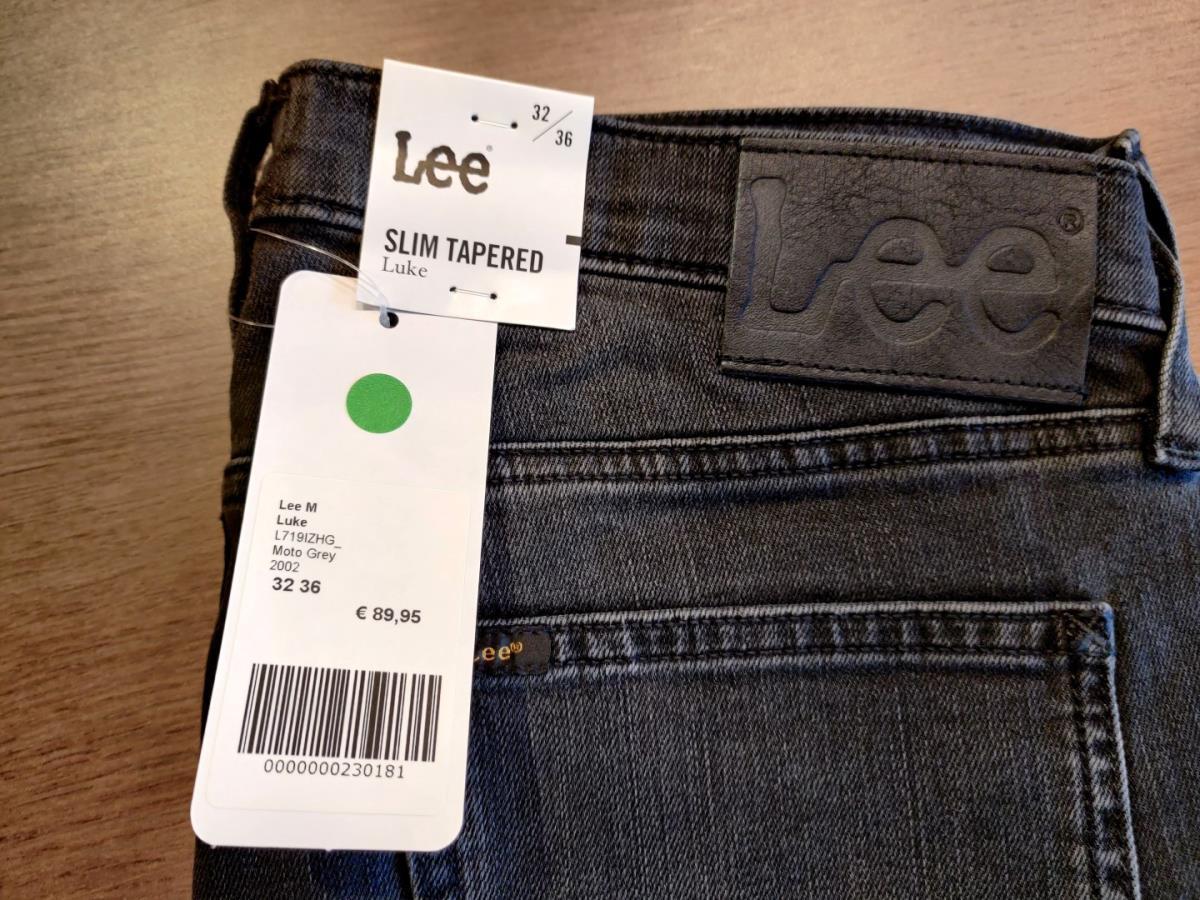 32
36
Lee®
SLIM TAPERED
Luke
Lee®
Lee M
Luke
L719IZHG_
Moto Grey
2002
32 36
€ 89,95
0000000230181
Lee®